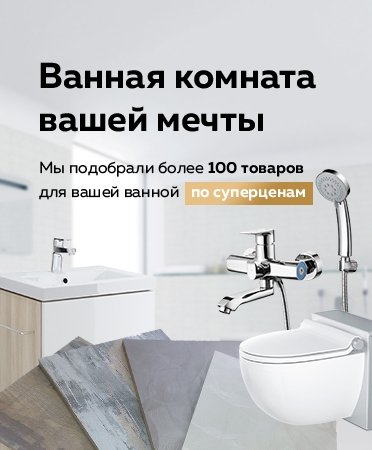 Ванная комната
вашей мечты
Мы подобрали более 100 товаров
для вашей ванной по суперценам